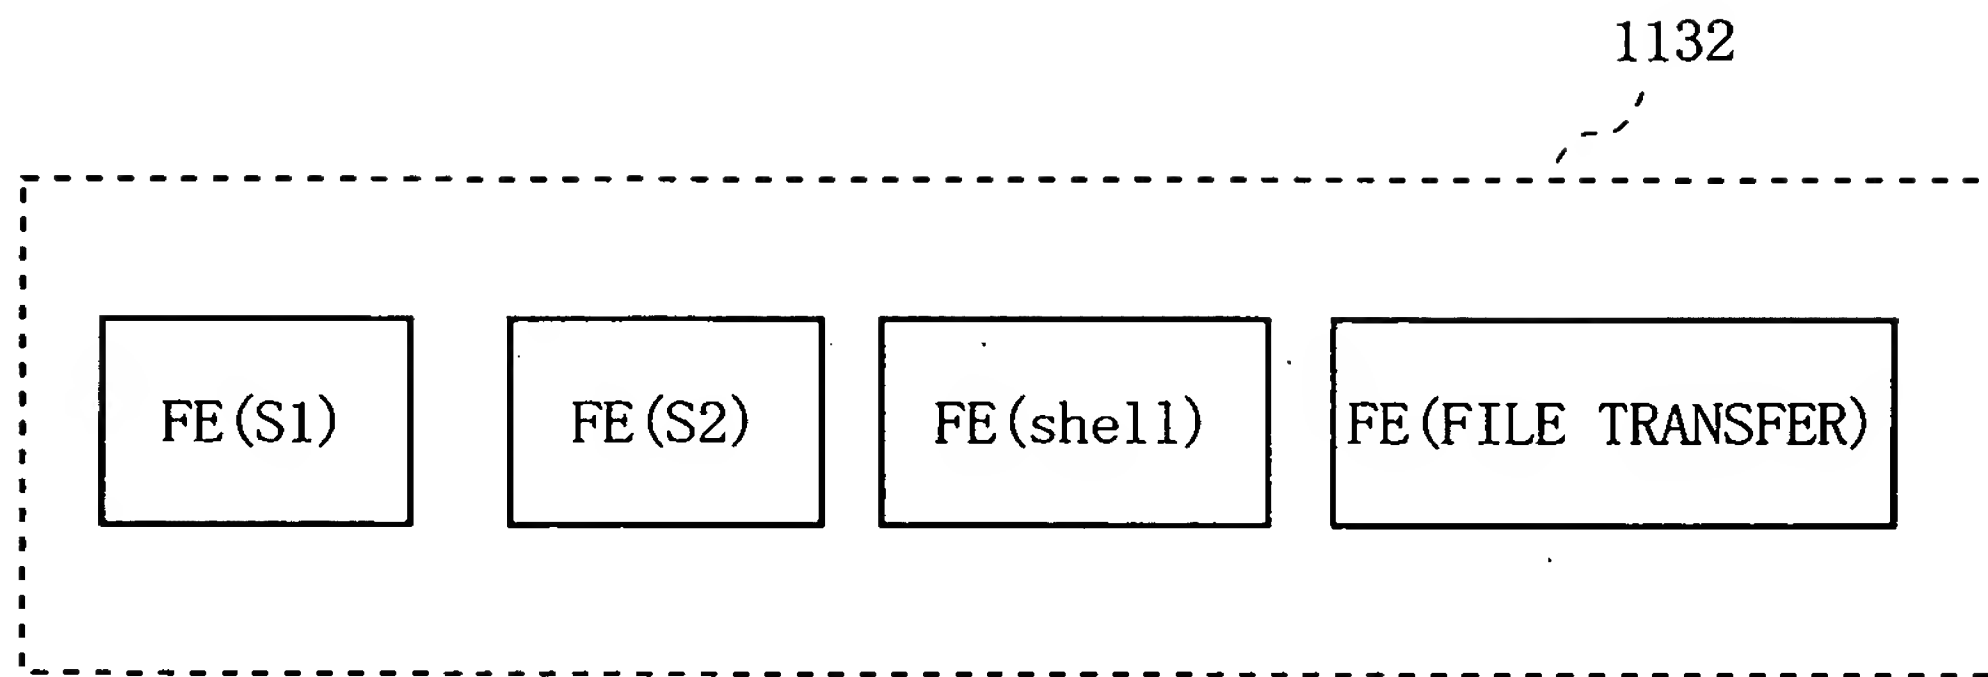 1132
FE(S1) FE(S2) FE(shell) FE(FILE TRANSFER)